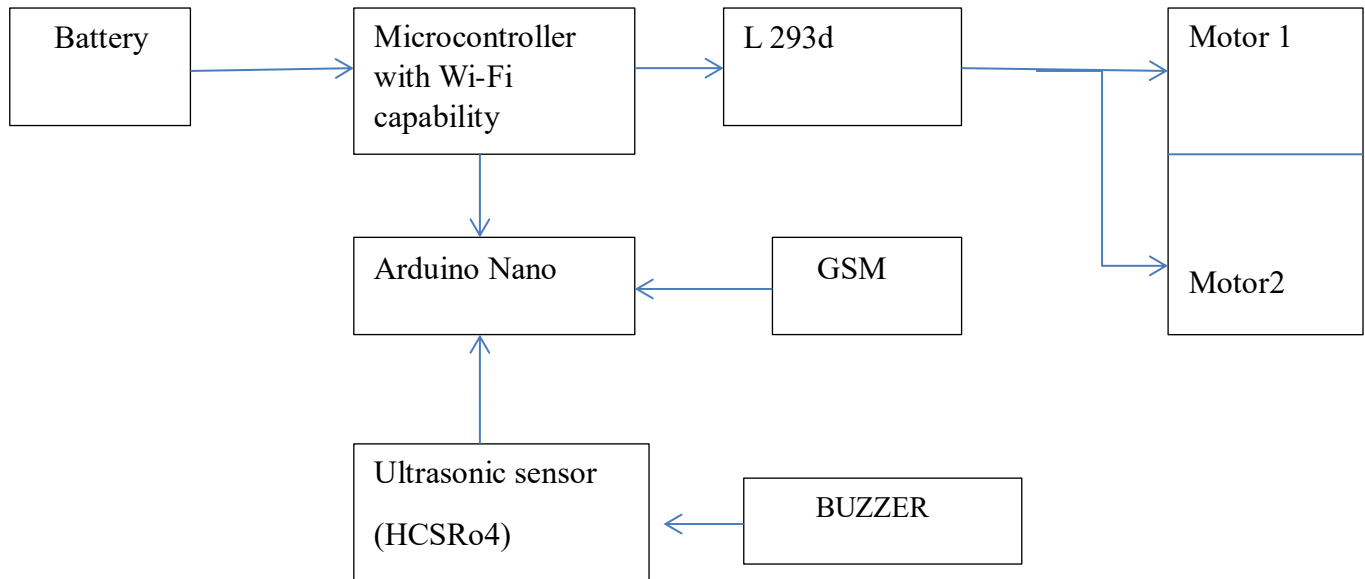 Battery
Microcontroller
with Wi-Fi
capability
L 293d
Motor 1
Arduino Nano
GSM
Motor2
Ultrasonic sensor
(HCSRo4)
BUZZER